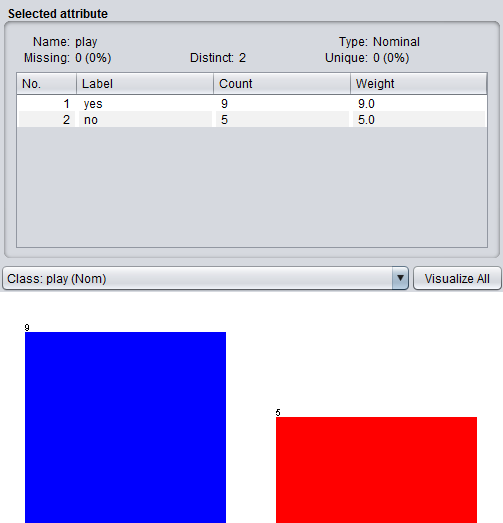 Selected attribute
Name: play Type: Nominal
Missing: 0 (0%) Distinct: 2 Unique: 0 (0%)
No. Label Count Weight
1 yes 9 9.0
2 no 5 5.0
Class: play (Nom) Visualize All
9
5